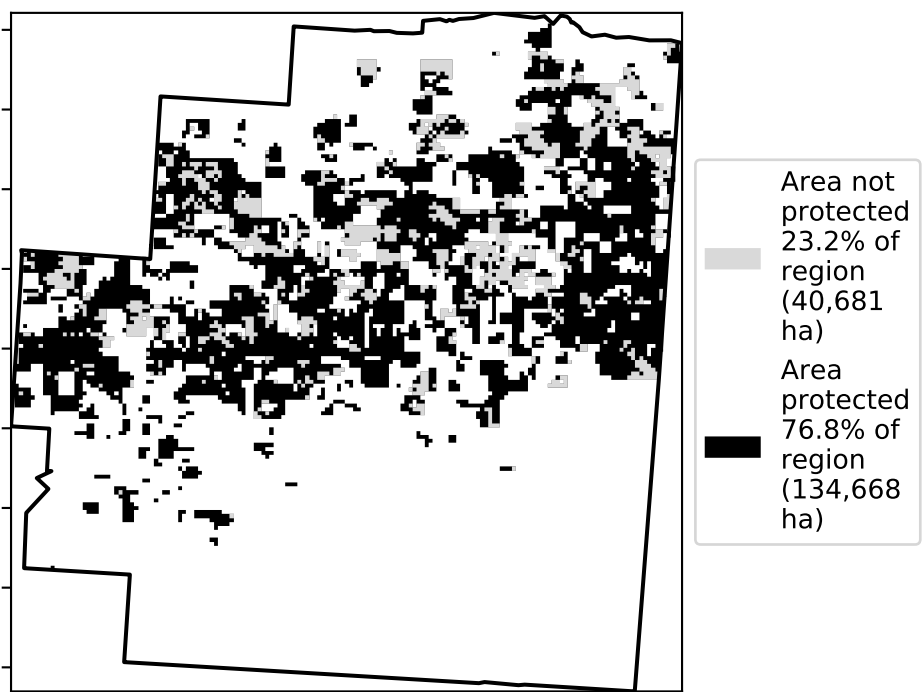 Area not
protected
23.2% of
region
(40,681
ha)
Area
protected
76.8% of
region
(134,668
ha)